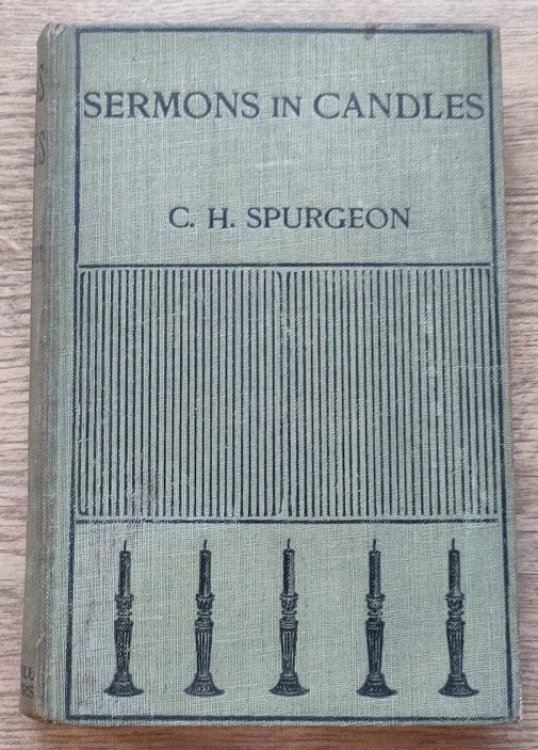 SERMONS IN CANDLES
C. H. SPURGEON